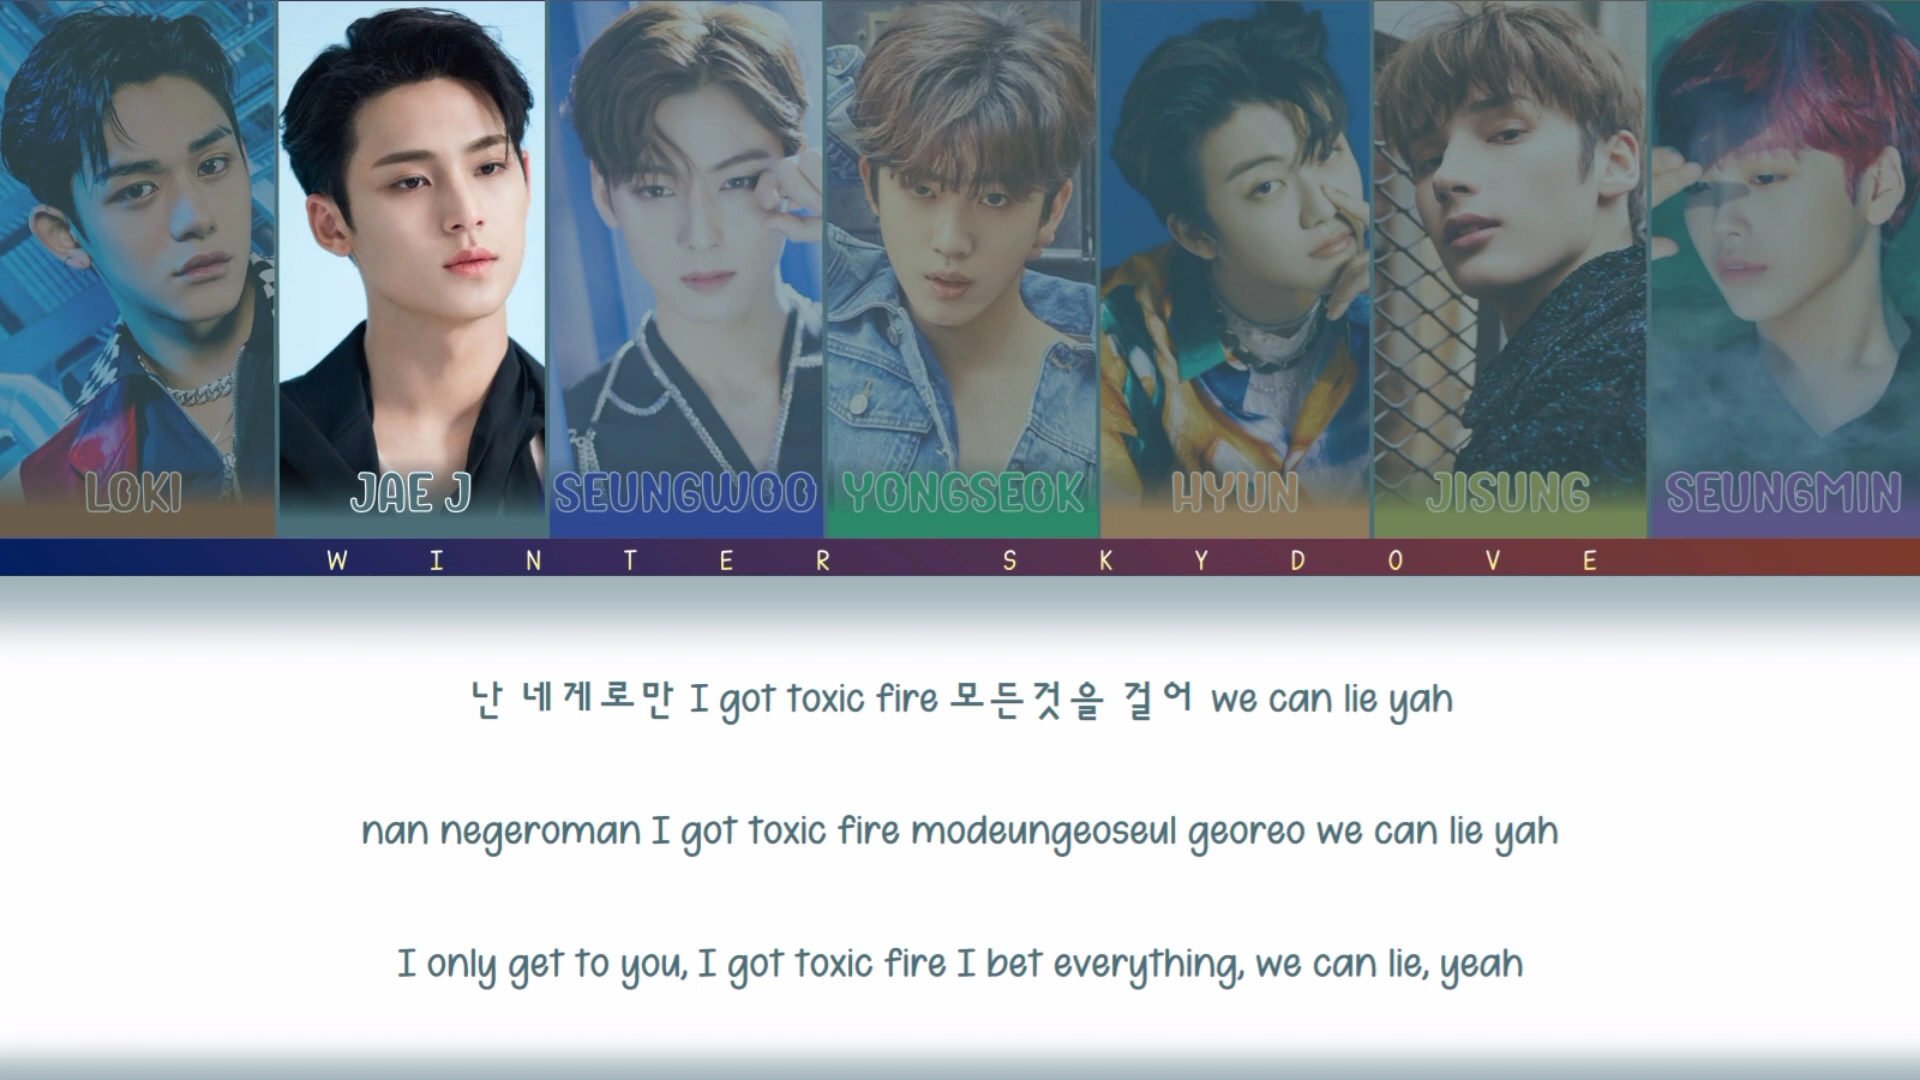 LOKI JAE J SEUNGWOO YONGSEOK HYUN JISUNG SEUNGMIN
WINTER SKYDOVE
난 네게로만 I got toxic fire 모든것을 걸어 we can lie yah
nan negeroman I got toxic fire modeungeoseul georeo we can lie yah
I only get to you, I got toxic fire I bet everything, we can lie, yeah